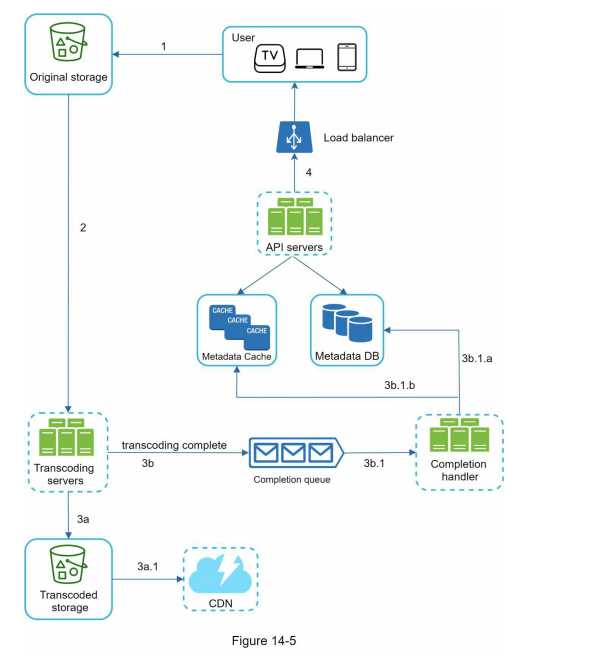 User
TV
1
Original storage
Load balancer
4
2
API servers
CACHE
CACHE
CACHE
Metadata Cache
Metadata DB
3b.1.a
3b.1.b
transcoding complete
3b
3b.1
Transcoding
servers
Completion queue
Completion
handler
3a
3a.1
Transcoded
storage
CDN
Figure 14-5